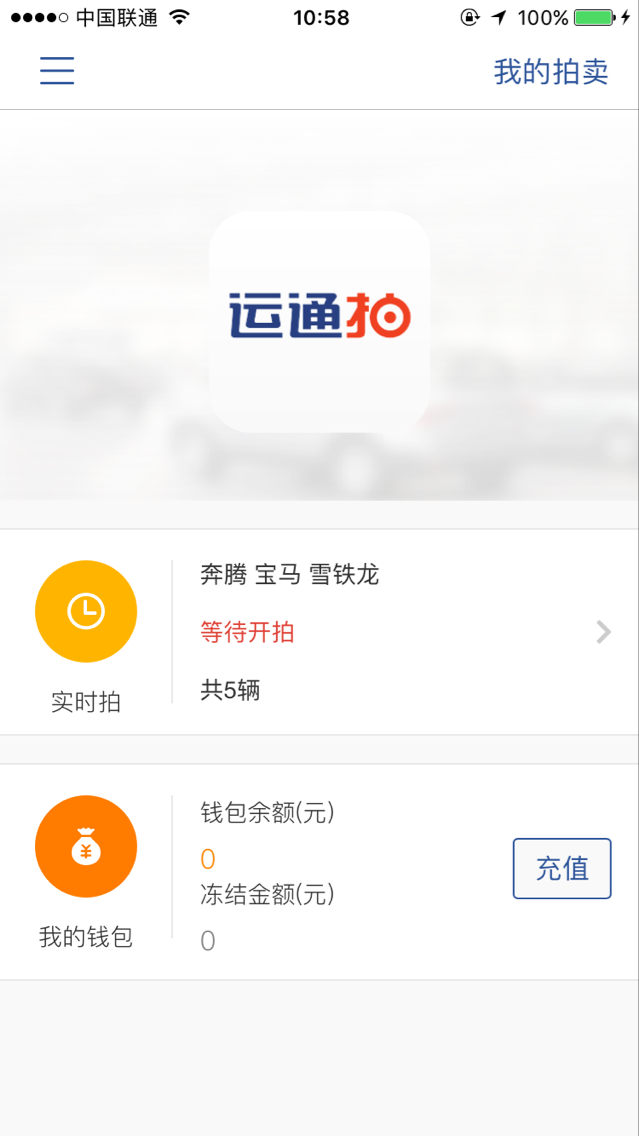 中国联通 10:58 100%
我的拍卖
运通拍
奔腾 宝马 雪铁龙
等待开拍
共5辆
实时拍
钱包余额(元)
0
充值
冻结金额(元)
0
我的钱包